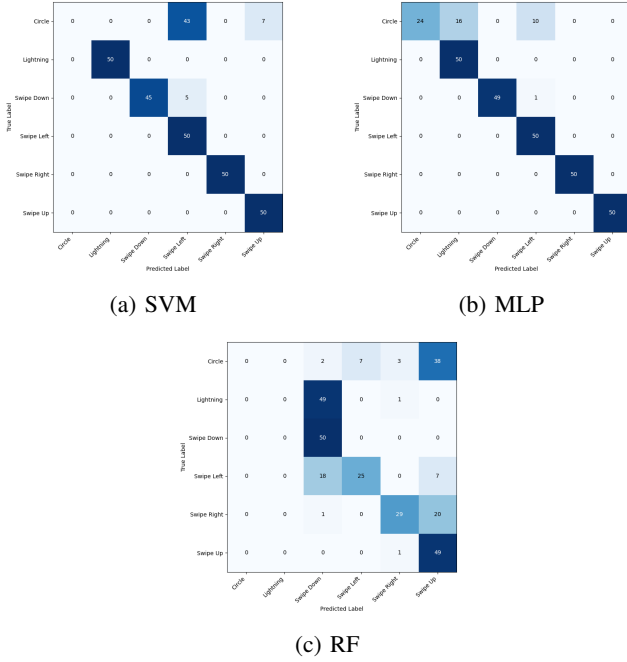 Circle 0 0 0 43 0 7
Lightning 0 50 0 0 0 0
Swipe Down 0 0 45 5 0 0
Swipe Left 0 0 0 50 0 0
Swipe Right 0 0 0 0 50 0
Swipe Up 0 0 0 0 0 50
True Label
Circle Lightning Swipe Down Swipe Left Swipe Right Swipe Up
Predicted Label
(a) SVM
Circle 24 16 0 10 0 0
Lightning 0 50 0 0 0 0
Swipe Down 0 0 49 1 0 0
Swipe Left 0 0 0 50 0 0
Swipe Right 0 0 0 0 50 0
Swipe Up 0 0 0 0 0 50
True Label
Circle Lightning Swipe Down Swipe Left Swipe Right Swipe Up
Predicted Label
(b) MLP
Circle 0 0 2 7 3 38
Lightning 0 0 49 0 1 0
Swipe Down 0 0 50 0 0 0
Swipe Left 0 0 18 25 0 7
Swipe Right 0 0 1 0 29 20
Swipe Up 0 0 0 0 1 49
True Label
Circle Lightning Swipe Down Swipe Left Swipe Right Swipe Up
Predicted Label
(c) RF